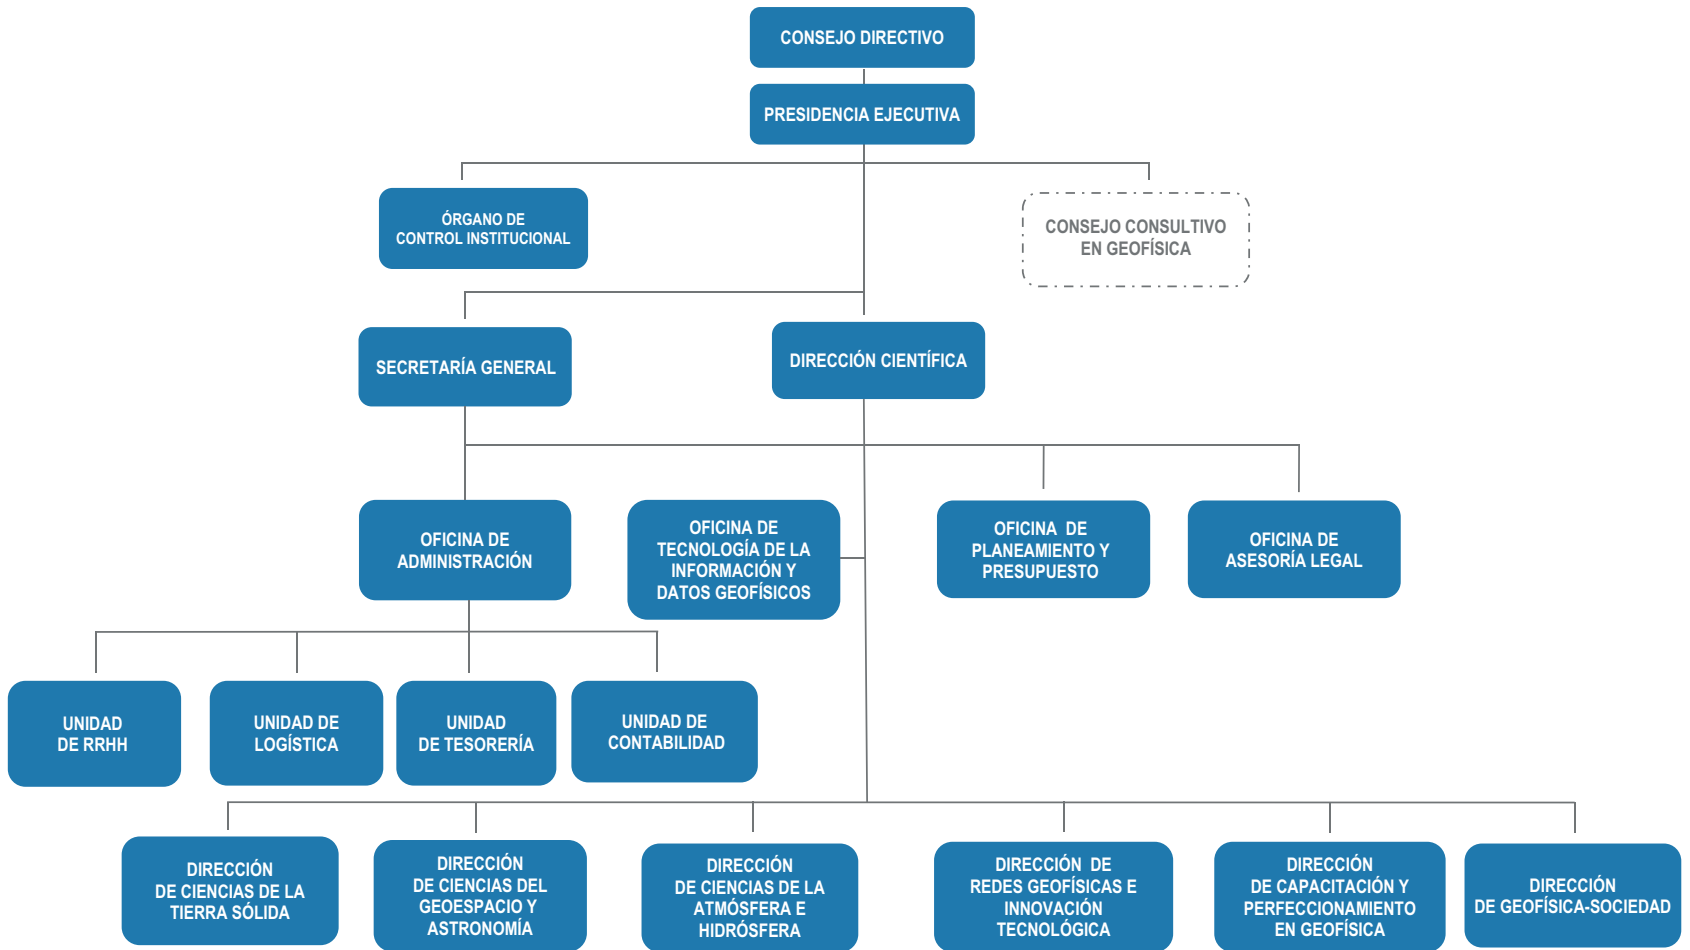 CONSEJO DIRECTIVO
PRESIDENCIA EJECUTIVA
ÓRGANO DE
CONTROL INSTITUCIONAL
CONSEJO CONSULTIVO
EN GEOFÍSICA
SECRETARÍA GENERAL
DIRECCIÓN CIENTÍFICA
OFICINA DE
ADMINISTRACIÓN
OFICINA DE
TECNOLOGÍA DE LA
INFORMACIÓN Y
DATOS GEOFÍSICOS
OFICINA DE
PLANEAMIENTO Y
PRESUPUESTO
OFICINA DE
ASESORÍA LEGAL
UNIDAD
DE RRHH
UNIDAD DE
LOGÍSTICA
UNIDAD
DE TESORERÍA
UNIDAD DE
CONTABILIDAD
DIRECCIÓN
DE CIENCIAS DE LA
TIERRA SÓLIDA
DIRECCIÓN
DE CIENCIAS DEL
GEOESPACIO Y
ASTRONOMÍA
DIRECCIÓN
DE CIENCIAS DE LA
ATMÓSFERA E
HIDRÓSFERA
DIRECCIÓN DE
REDES GEOFÍSICAS E
INNOVACIÓN
TECNOLÓGICA
DIRECCIÓN
DE CAPACITACIÓN Y
PERFECCIONAMIENTO
EN GEOFÍSICA
DIRECCIÓN
DE GEOFÍSICA-SOCIEDAD